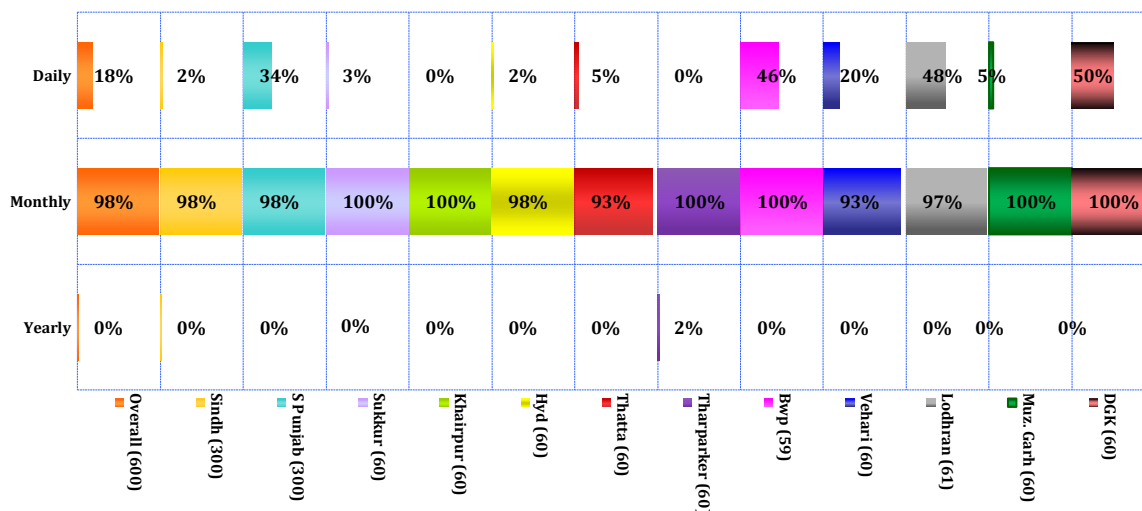 Daily 18% 2% 34% 3% 0% 2% 5% 0% 46% 20% 48% 5% 50%
Monthly 98% 98% 98% 100% 100% 98% 93% 100% 100% 93% 97% 100% 100%
Yearly 0% 0% 0% 0% 0% 0% 0% 2% 0% 0% 0% 0% 0%
Overall (600)
Sindh (300)
S Punjab (300)
Sukkur (60)
Khairpur (60)
Hyd (60)
Thatta (60)
Tharparker (60)
Bwp (59)
Vehari (60)
Lodhran (61)
Muz. Garh (60)
DGK (60)